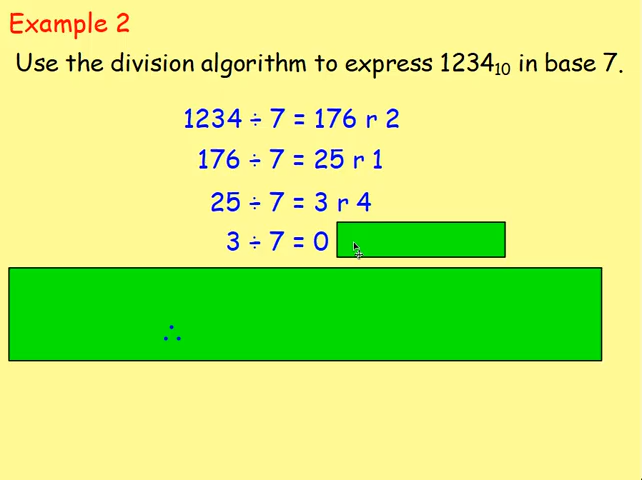 Example 2
Use the division algorithm to express 1234₁₀ in base 7.
1234 ÷ 7 = 176 r 2
176 ÷ 7 = 25 r 1
25 ÷ 7 = 3 r 4
3 ÷ 7 = 0
∴